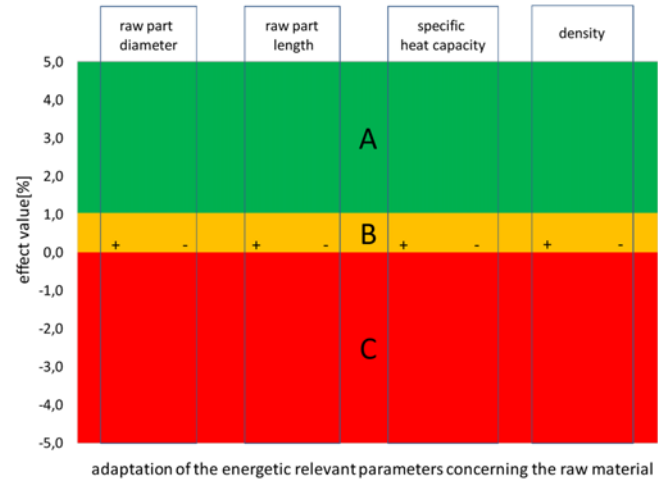 raw part
diameter
raw part
length
specific
heat capacity
density
5,0
4,0
3,0
2,0
1,0
0,0
-1,0
-2,0
-3,0
-4,0
-5,0
effect value[%]
A
B
+ - + - + - + -
C
adaptation of the energetic relevant parameters concerning the raw material